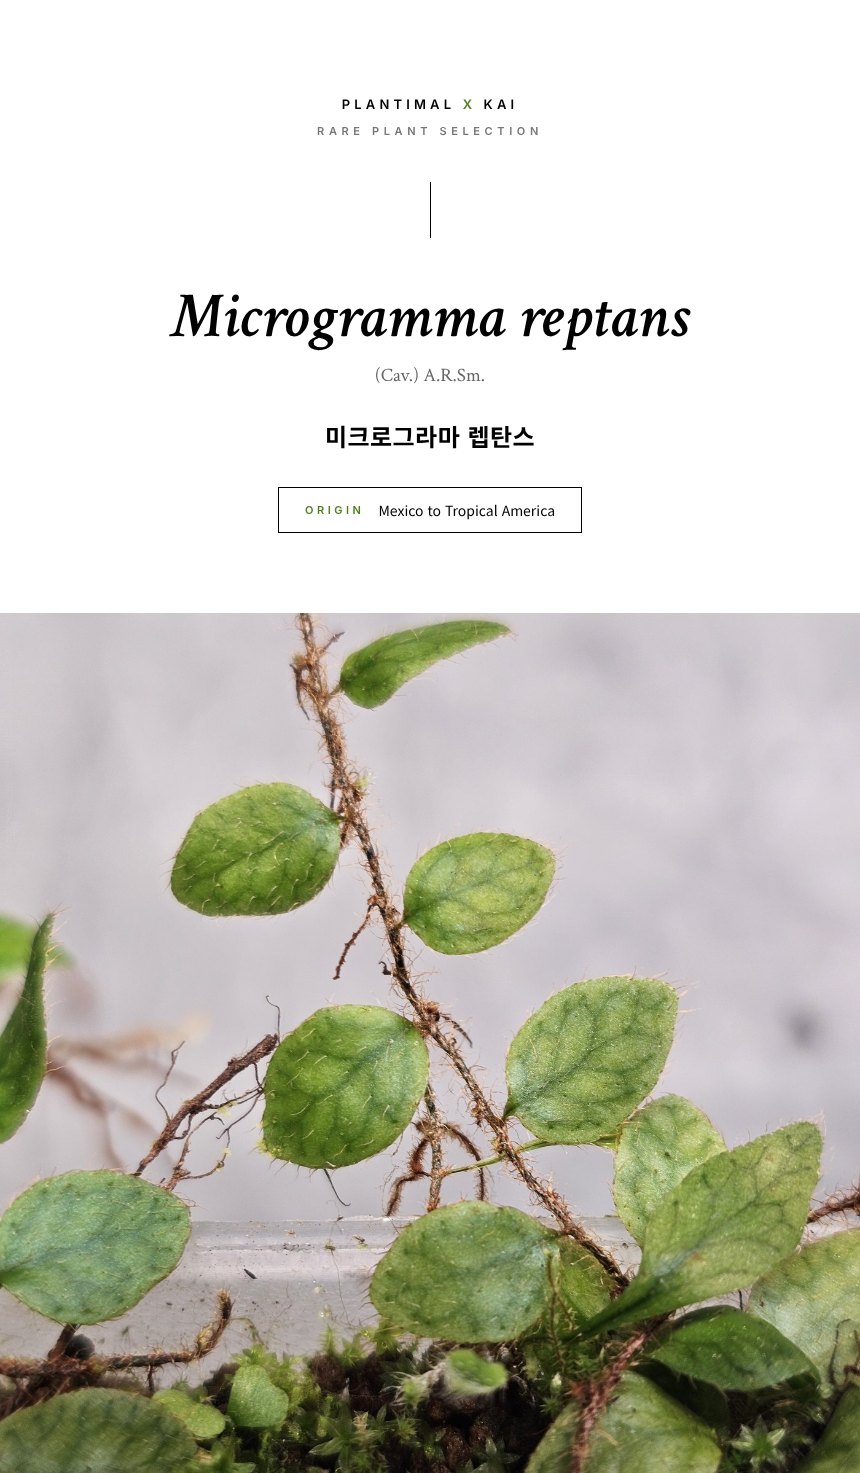 PLANTIMAL X KAI
RARE PLANT SELECTION
Microgramma reptans
(Cav.) A.R.Sm.
미크로그라마 렙탄스
ORIGIN Mexico to Tropical America